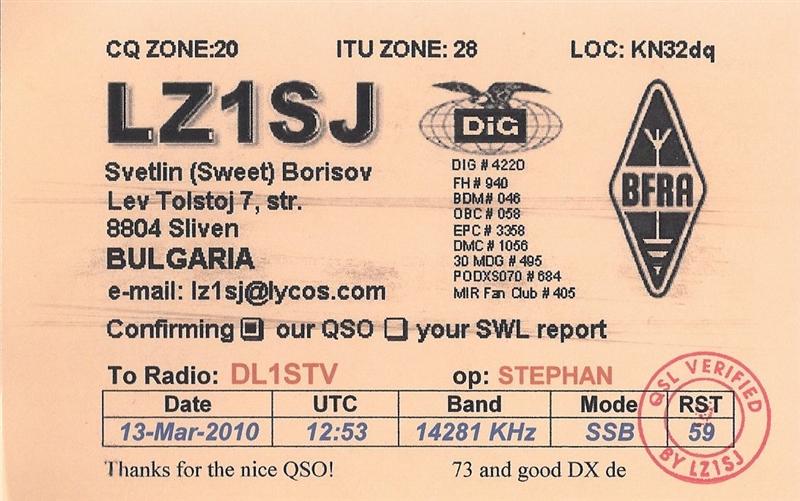 CQ ZONE:20 ITU ZONE: 28 LOC: KN32dq
LZ1SJ
DiG
Svetlin (Sweet) Borisov
Lev Tolstoj 7, str.
8804 Sliven
BULGARIA
e-mail: lz1sj@lycos.com
DIG # 4220
FH # 940
BDM# 046
OBC # 058
EPC # 3358
DMC # 1056
30 MDG # 495
PODXS070 # 684
MIR Fan Club # 405
BFRA
Confirming our QSO your SWL report
To Radio: DL1STV op: STEPHAN
Date UTC Band Mode RST
13-Mar-2010 12:53 14281 KHz SSB 59
QSL VERIFIED
BY LZ1SJ
Thanks for the nice QSO! 73 and good DX de